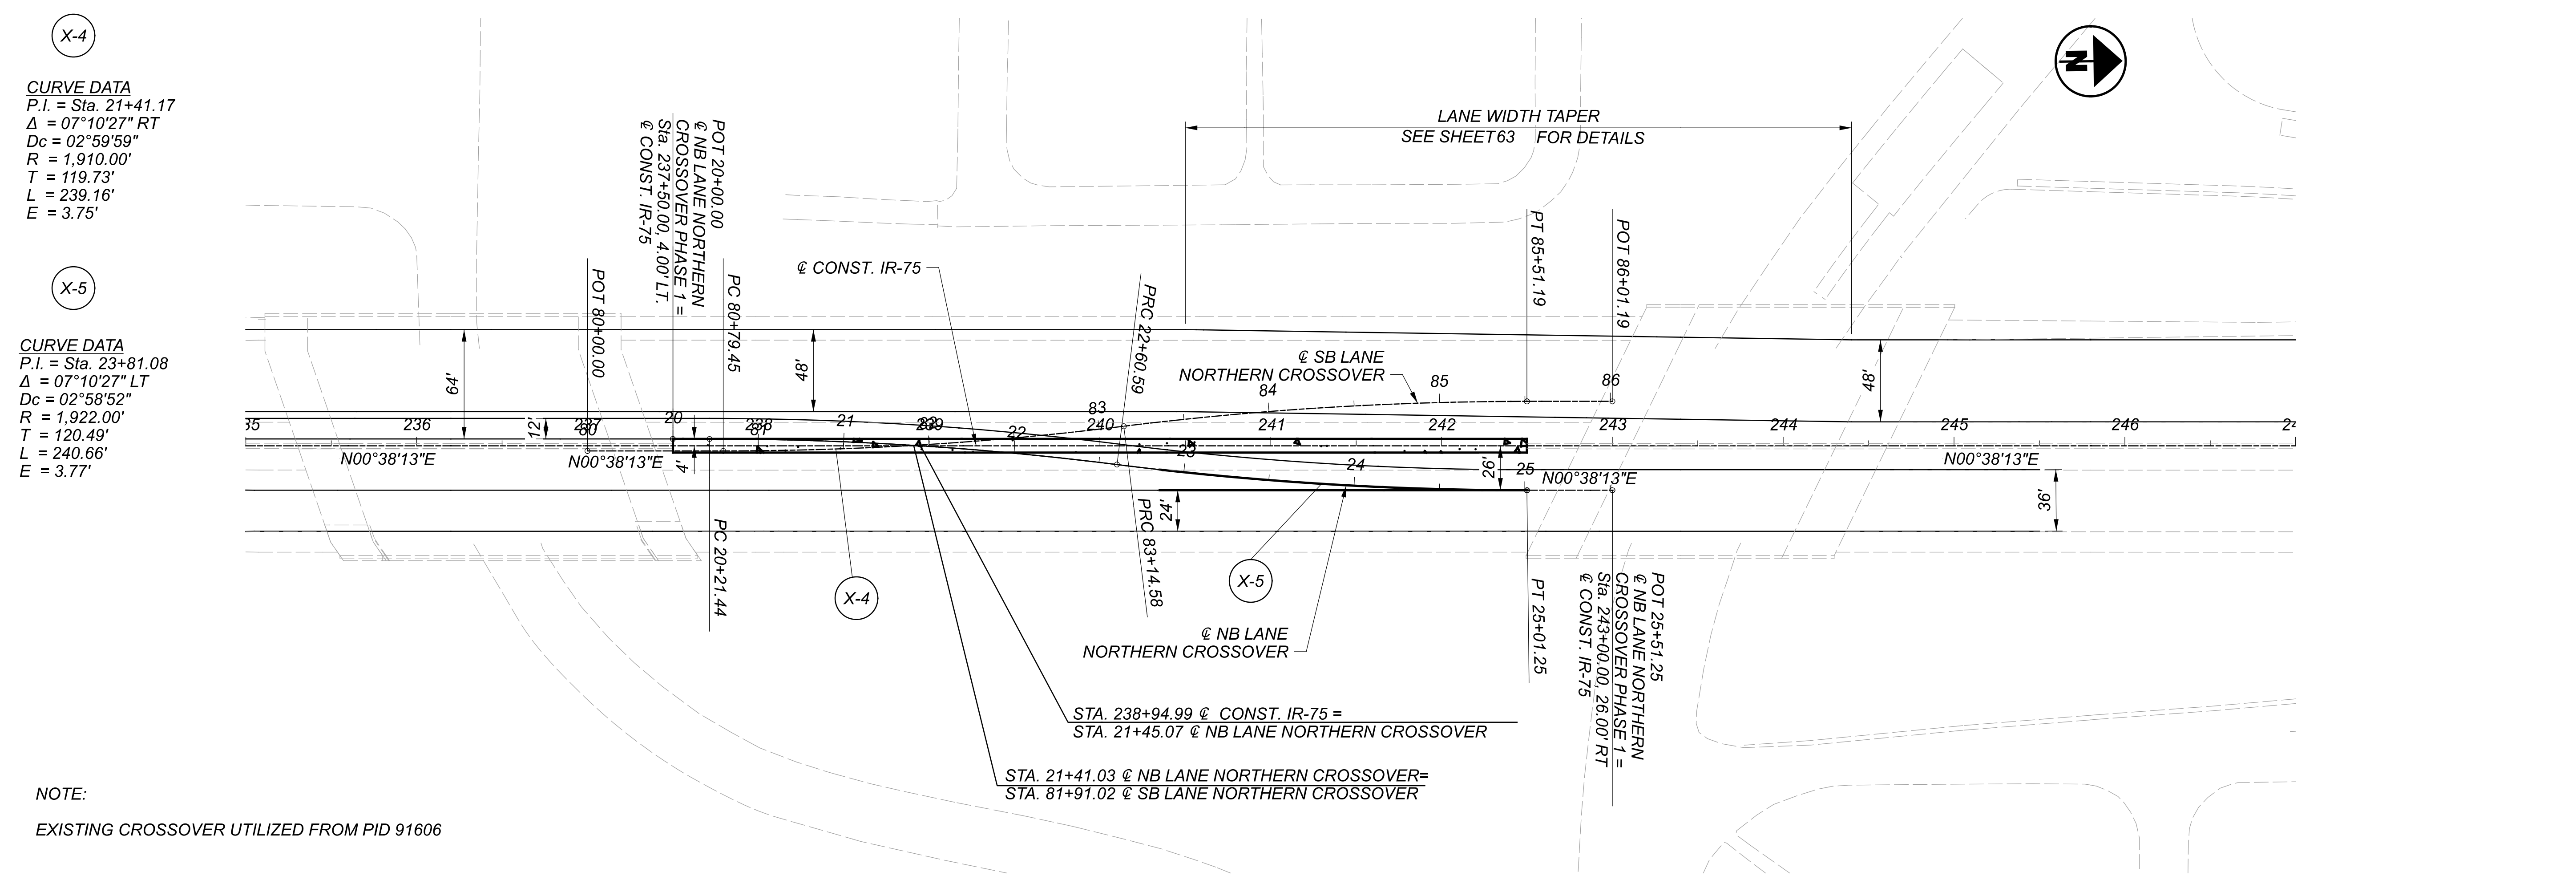 X-4
CURVE DATA
P.I. = Sta. 21+41.17
Δ = 07°10'27" RT
Dc = 02°59'59"
R = 1,910.00'
T = 119.73'
L = 239.16'
E = 3.75'
X-5
CURVE DATA
P.I. = Sta. 23+81.08
Δ = 07°10'27" LT
Dc = 02°58'52"
R = 1,922.00'
T = 120.49'
L = 240.66'
E = 3.77'
NOTE:
EXISTING CROSSOVER UTILIZED FROM PID 91606
N
LANE WIDTH TAPER
SEE SHEET 63 FOR DETAILS
POT 20+00.00
℄ NB LANE NORTHERN
CROSSOVER PHASE 1 =
Sta. 237+50.00, 4.00' LT.
℄ CONST. IR-75
POT 80+00.00
PC 80+79.45
℄ CONST. IR-75
PRC 22+60.59
PT 85+51.19
POT 86+01.19
℄ SB LANE
NORTHERN CROSSOVER
64'
48'
48'
12'
4'
26'
24'
36'
35
236
237
238
239
240
241
242
243
244
245
246
24
80
81
82
83
84
85
86
20
21
22
23
24
25
N00°38'13"E
N00°38'13"E
N00°38'13"E
N00°38'13"E
PC 20+21.44
X-4
PRC 83+14.58
X-5
℄ NB LANE
NORTHERN CROSSOVER
PT 25+01.25
POT 25+51.25
℄ NB LANE NORTHERN
CROSSOVER PHASE 1 =
Sta. 243+00.00, 26.00' RT
℄ CONST. IR-75
STA. 238+94.99 ℄ CONST. IR-75 =
STA. 21+45.07 ℄ NB LANE NORTHERN CROSSOVER
STA. 21+41.03 ℄ NB LANE NORTHERN CROSSOVER=
STA. 81+91.02 ℄ SB LANE NORTHERN CROSSOVER